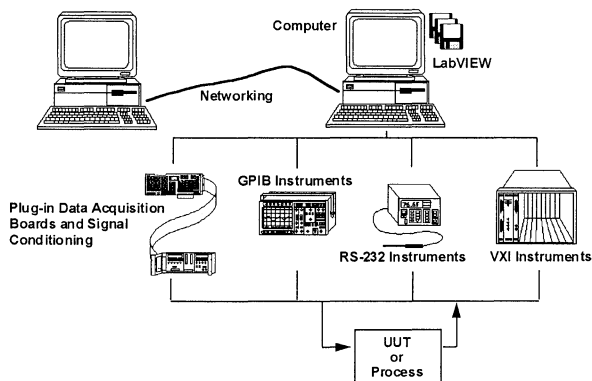 Computer
LabVIEW
Networking
GPIB Instruments
Plug-in Data Acquisition
Boards and Signal
Conditioning
RS-232 Instruments
VXI Instruments
UUT
or
Process